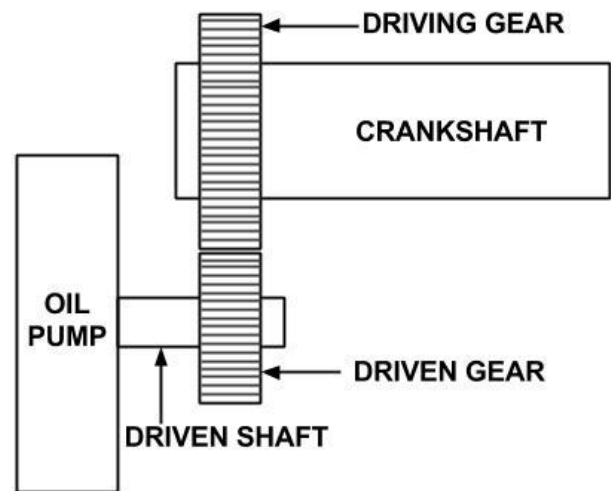 DRIVING GEAR
CRANKSHAFT
OIL
PUMP
DRIVEN GEAR
DRIVEN SHAFT